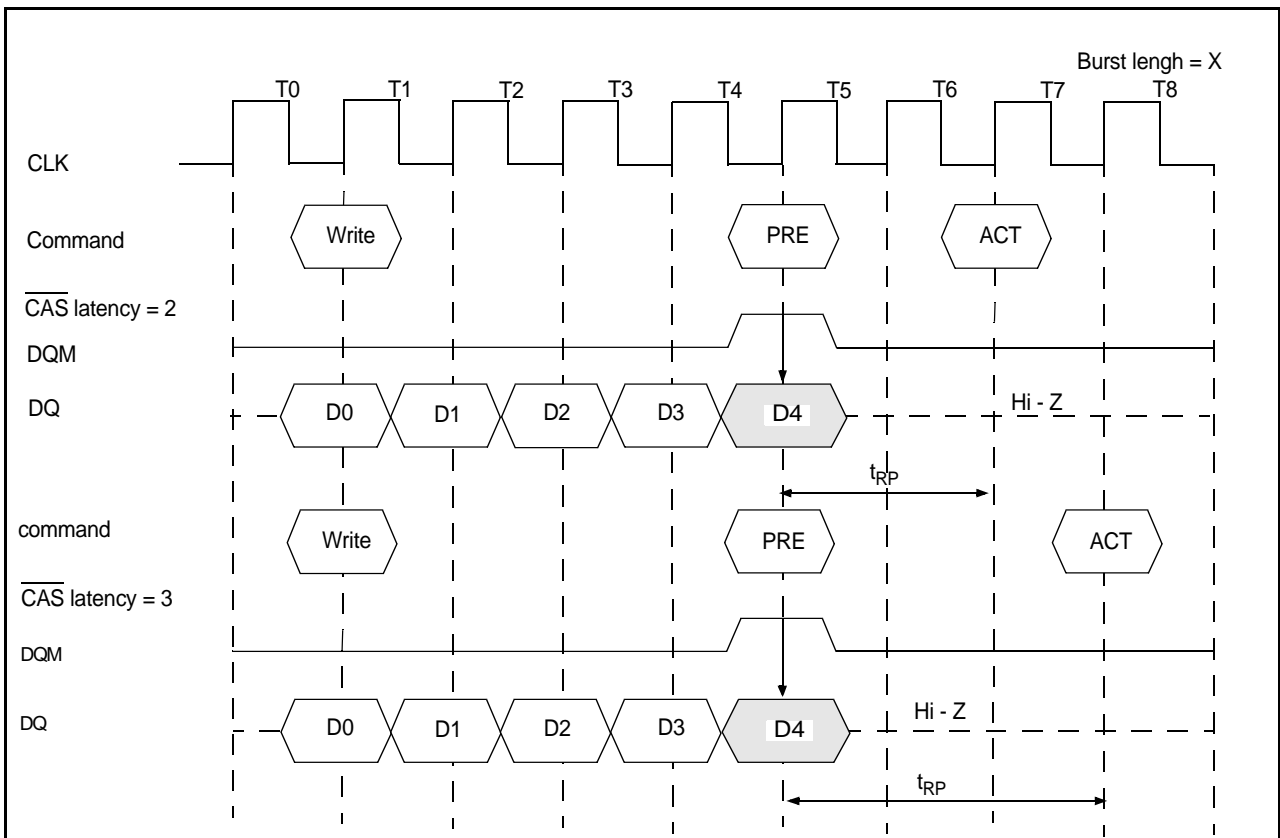 Burst lengh = X
T0 T1 T2 T3 T4 T5 T6 T7 T8
CLK
Command Write PRE ACT
CAS latency = 2
DQM
DQ D0 D1 D2 D3 D4 Hi - Z
tRP
command Write PRE ACT
CAS latency = 3
DQM
DQ D0 D1 D2 D3 D4 Hi - Z
tRP